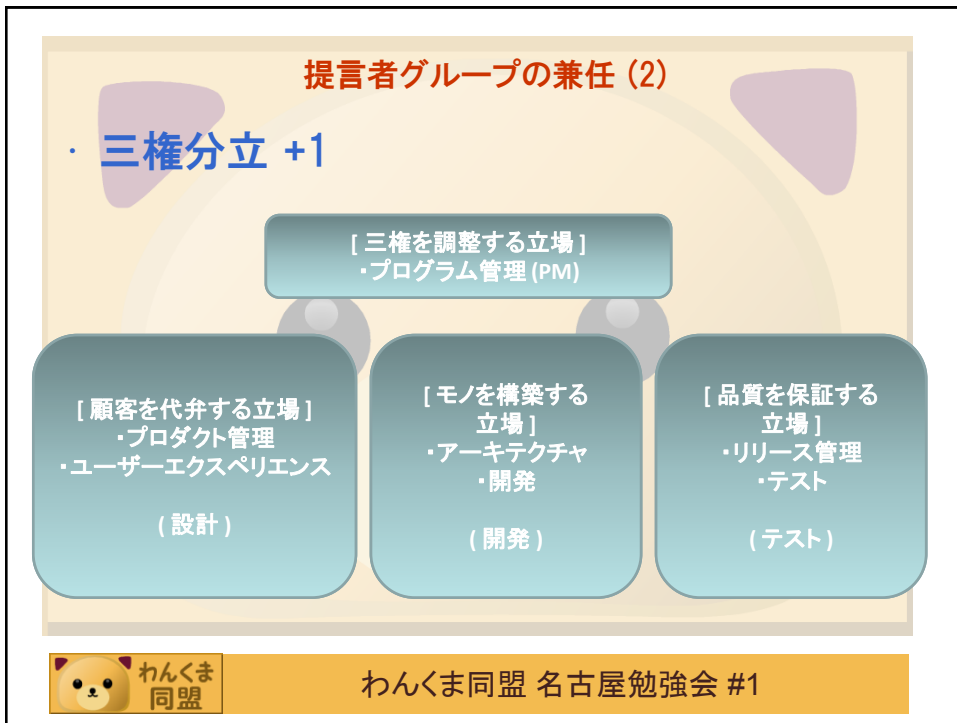 提言者グループの兼任 (2)
・三権分立 +1
[ 三権を調整する立場 ]
・プログラム管理 (PM)
[ 顧客を代弁する立場 ]
・プロダクト管理
・ユーザーエクスペリエンス
( 設計 )
[ モノを構築する
立場 ]
・アーキテクチャ
・開発
( 開発 )
[ 品質を保証する
立場 ]
・リリース管理
・テスト
( テスト )
わんくま
同盟
わんくま同盟 名古屋勉強会 #1